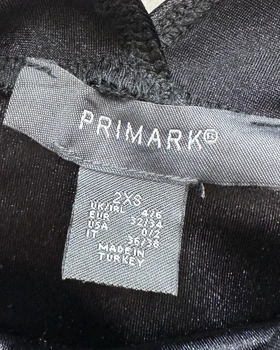 PRIMARK®
2XS
UK/IRL 4/6
EUR 32/34
USA 0/2
IT 36/38
MADE IN
TURKEY